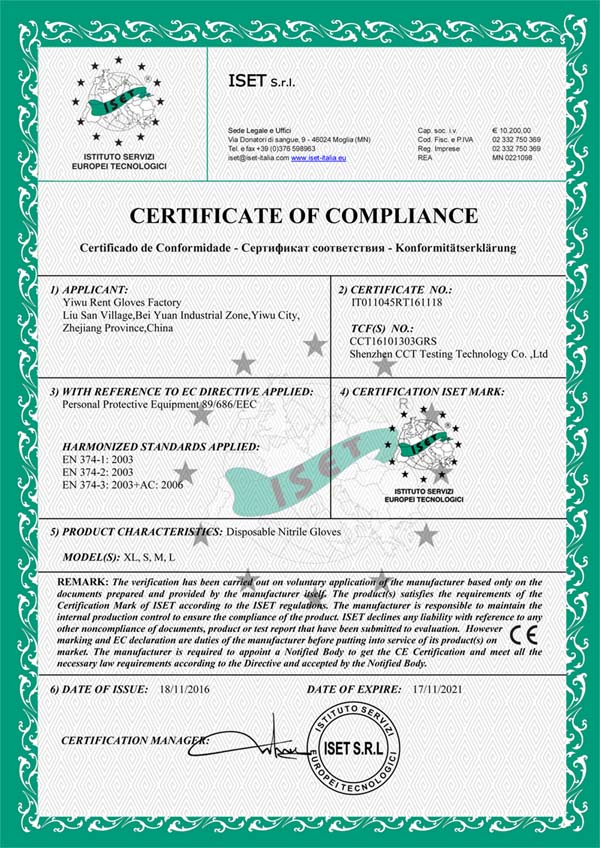 ISET
®
ISTITUTO SERVIZI
EUROPEI TECNOLOGICI
ISET S.r.l.
Sede Legale e Uffici
Via Donatori di sangue, 9 - 46024 Moglia (MN)
Tel. e fax +39 (0)376 598963
iset@iset-italia.com www.iset-italia.eu
Cap. soc. i.v. € 10.200,00
Cod. Fisc. e P.IVA 02 332 750 369
Reg. Imprese 02 332 750 369
REA MN 0221098
CERTIFICATE OF COMPLIANCE
Certificado de Conformidade - Сертификат соответствия - Konformitätserklärung
1) APPLICANT:
Yiwu Rent Gloves Factory
Liu San Village,Bei Yuan Industrial Zone,Yiwu City,
Zhejiang Province,China
2) CERTIFICATE NO.:
IT011045RT161118
TCF(S) NO.:
CCT16101303GRS
Shenzhen CCT Testing Technology Co. ,Ltd
3) WITH REFERENCE TO EC DIRECTIVE APPLIED:
Personal Protective Equipment 89/686/EEC
HARMONIZED STANDARDS APPLIED:
EN 374-1: 2003
EN 374-2: 2003
EN 374-3: 2003+AC: 2006
4) CERTIFICATION ISET MARK:
R
ISET
®
ISTITUTO SERVIZI
EUROPEI TECNOLOGICI
ISET
5) PRODUCT CHARACTERISTICS: Disposable Nitrile Gloves
MODEL(S): XL, S, M, L
REMARK: The verification has been carried out on voluntary application of the manufacturer based only on the
documents prepared and provided by the manufacturer itself. The product(s) satisfies the requirements of the
Certification Mark of ISET according to the ISET regulations. The manufacturer is responsible to maintain the
internal production control to ensure the compliance of the product. ISET declines any liability with reference to any
other noncompliance of documents, product or test report that have been submitted to evaluation. However
marking and EC declaration are duties of the manufacturer before putting into service of its product(s) on
market. The manufacturer is required to appoint a Notified Body to get the CE Certification and meet all the
necessary law requirements according to the Directive and accepted by the Notified Body.
CE
6) DATE OF ISSUE: 18/11/2016
DATE OF EXPIRE: 17/11/2021
CERTIFICATION MANAGER:
ISTITUTO SERVIZI
ISET S.R.L
EUROPEI TECNOLOGICI